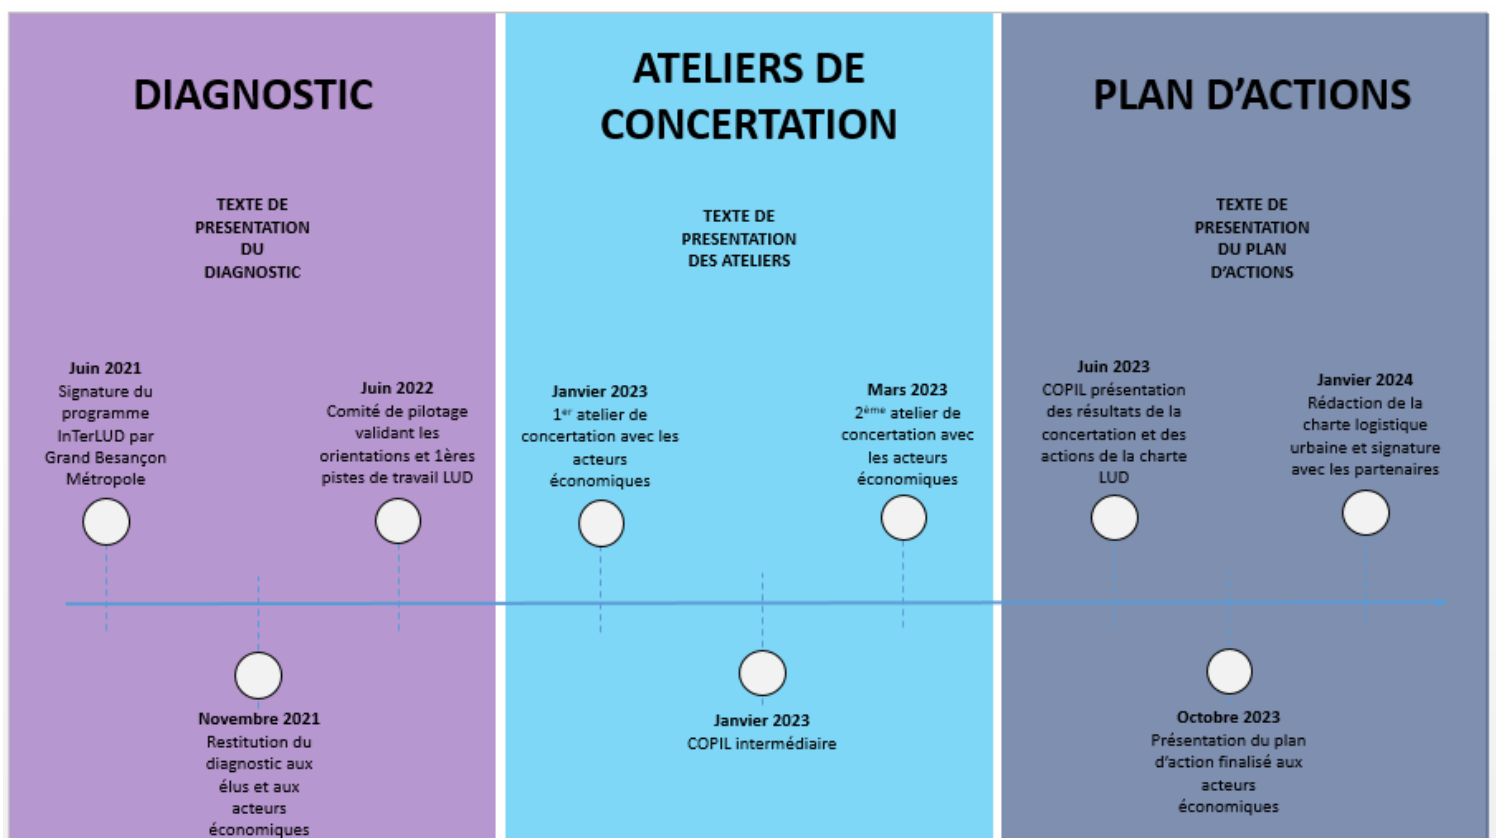 DIAGNOSTIC
TEXTE DE
PRESENTATION
DU
DIAGNOSTIC
Juin 2021
Signature du
programme
InTerLUD par
Grand Besançon
Métropole
Novembre 2021
Restitution du
diagnostic aux
élus et aux
acteurs
économiques
Juin 2022
Comité de pilotage
validant les
orientations et 1ères
pistes de travail LUD
ATELIERS DE
CONCERTATION
TEXTE DE
PRESENTATION
DES ATELIERS
Janvier 2023
1er atelier de
concertation avec les
acteurs
économiques
Janvier 2023
COPIL intermédiaire
Mars 2023
2ème atelier de
concertation avec
les acteurs
économiques
PLAN D’ACTIONS
TEXTE DE
PRESENTATION
DU PLAN
D’ACTIONS
Juin 2023
COPIL présentation
des résultats de la
concertation et des
actions de la charte
LUD
Octobre 2023
Présentation du plan
d’action finalisé aux
acteurs
économiques
Janvier 2024
Rédaction de la
charte logistique
urbaine et signature
avec les partenaires